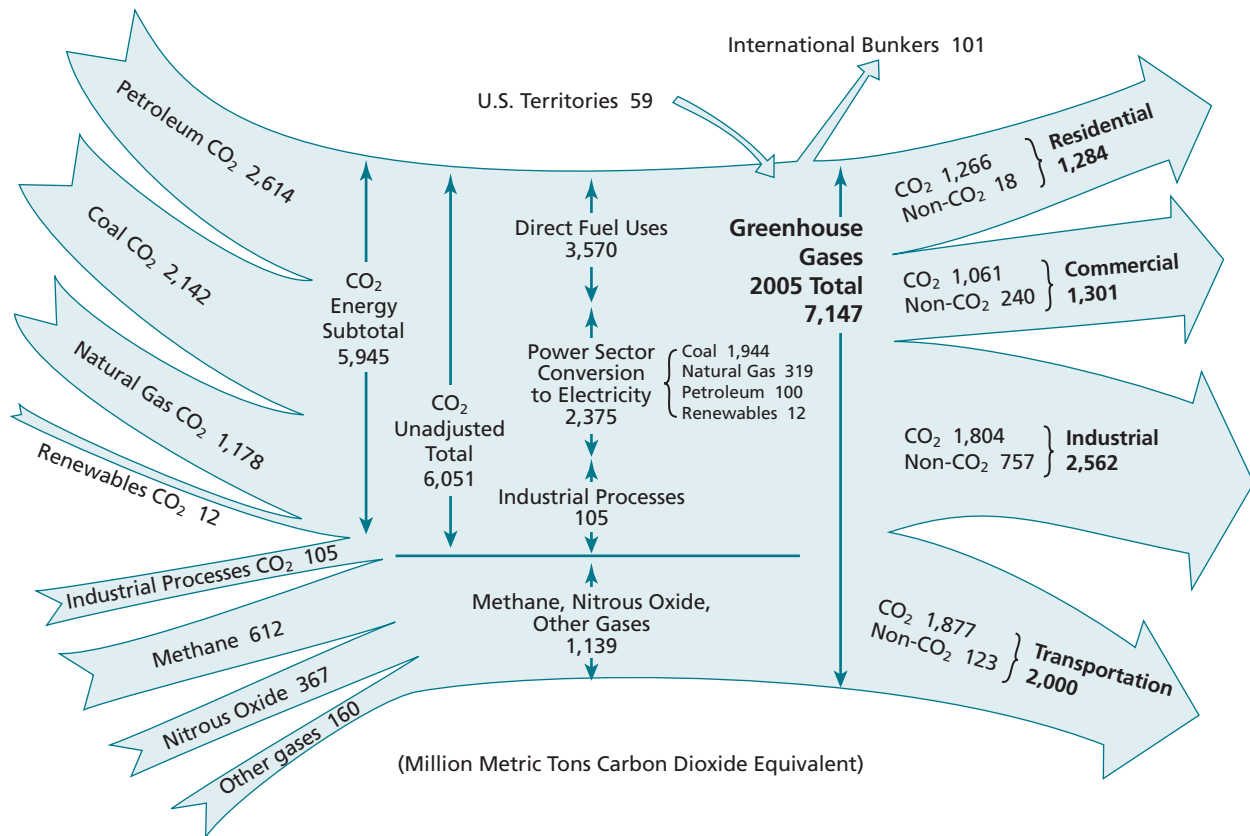 International Bunkers 101
U.S. Territories 59
Petroleum CO₂ 2,614
Coal CO₂ 2,142
Natural Gas CO₂ 1,178
Renewables CO₂ 12
Industrial Processes CO₂ 105
Methane 612
Nitrous Oxide 367
Other gases 160
CO₂
Energy
Subtotal
5,945
CO₂
Unadjusted
Total
6,051
Direct Fuel Uses
3,570
Power Sector
Conversion
to Electricity
2,375
Coal 1,944
Natural Gas 319
Petroleum 100
Renewables 12
Industrial Processes
105
Methane, Nitrous Oxide,
Other Gases
1,139
Greenhouse
Gases
2005 Total
7,147
CO₂ 1,266
Non-CO₂ 18
Residential
1,284
CO₂ 1,061
Non-CO₂ 240
Commercial
1,301
CO₂ 1,804
Non-CO₂ 757
Industrial
2,562
CO₂ 1,877
Non-CO₂ 123
Transportation
2,000
(Million Metric Tons Carbon Dioxide Equivalent)